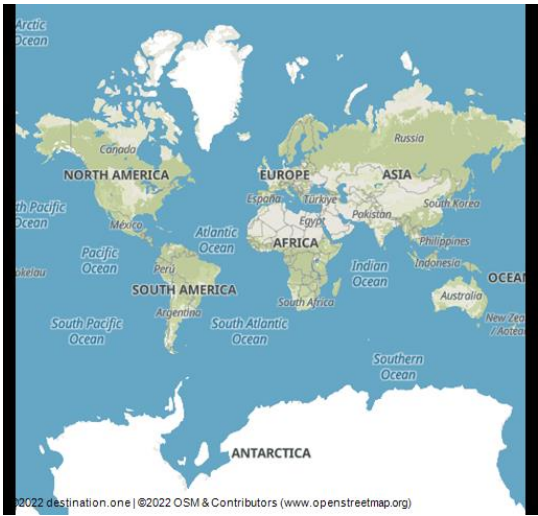 Arctic
Ocean
Canada
Russia
NORTH AMERICA
EUROPE
ASIA
España
Türkiye
South Korea
th Pacific
Ocean
México
Egypt
Pakistan
Atlantic
Ocean
AFRICA
Philippines
Pacific
Ocean
okelau
Perú
Indian
Ocean
Indonesia
OCEAN
SOUTH AMERICA
Australia
Argentina
South Africa
South Pacific
Ocean
South Atlantic
Ocean
New Zea
/ Aotear
Southern
Ocean
ANTARCTICA
©2022 destination.one | ©2022 OSM & Contributors (www.openstreetmap.org)